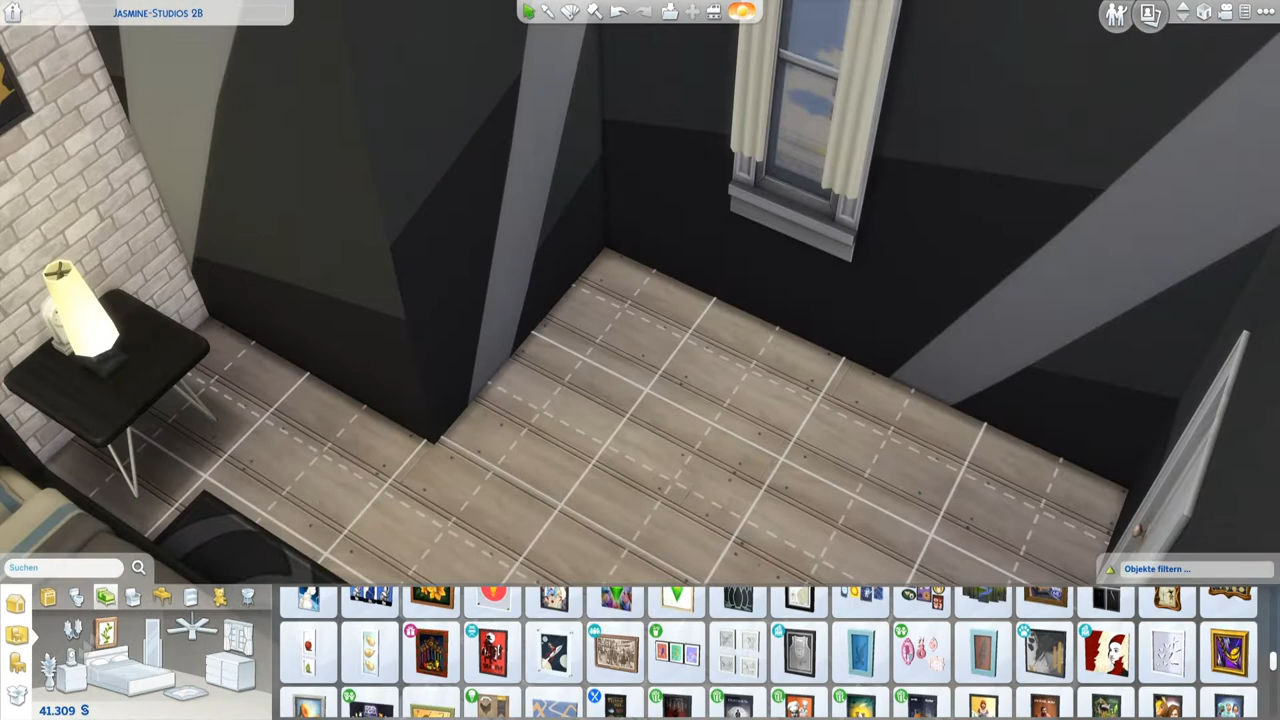 Jasmine-Studios 2B
Suchen
Objekte filtern ...
41.309 $